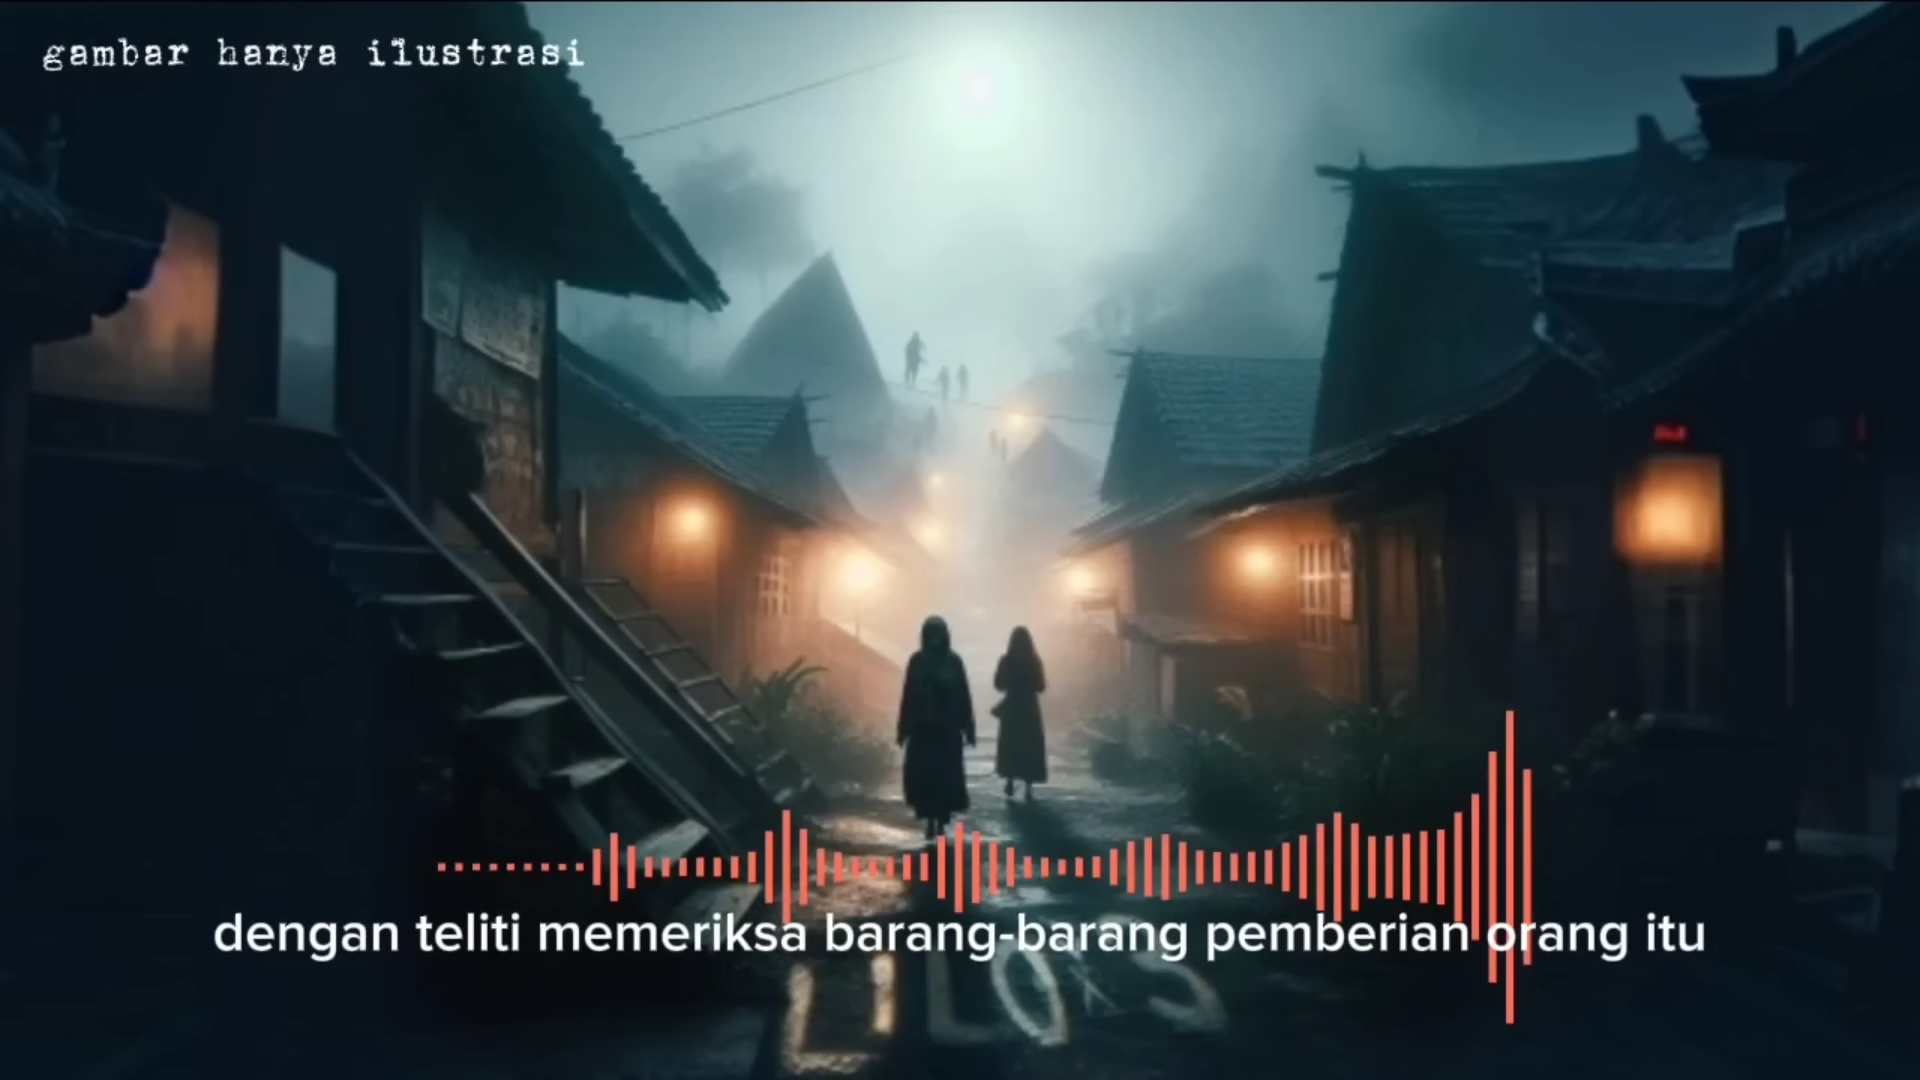 gambar hanya ilustrasi
dengan teliti memeriksa barang-barang pemberian orang itu